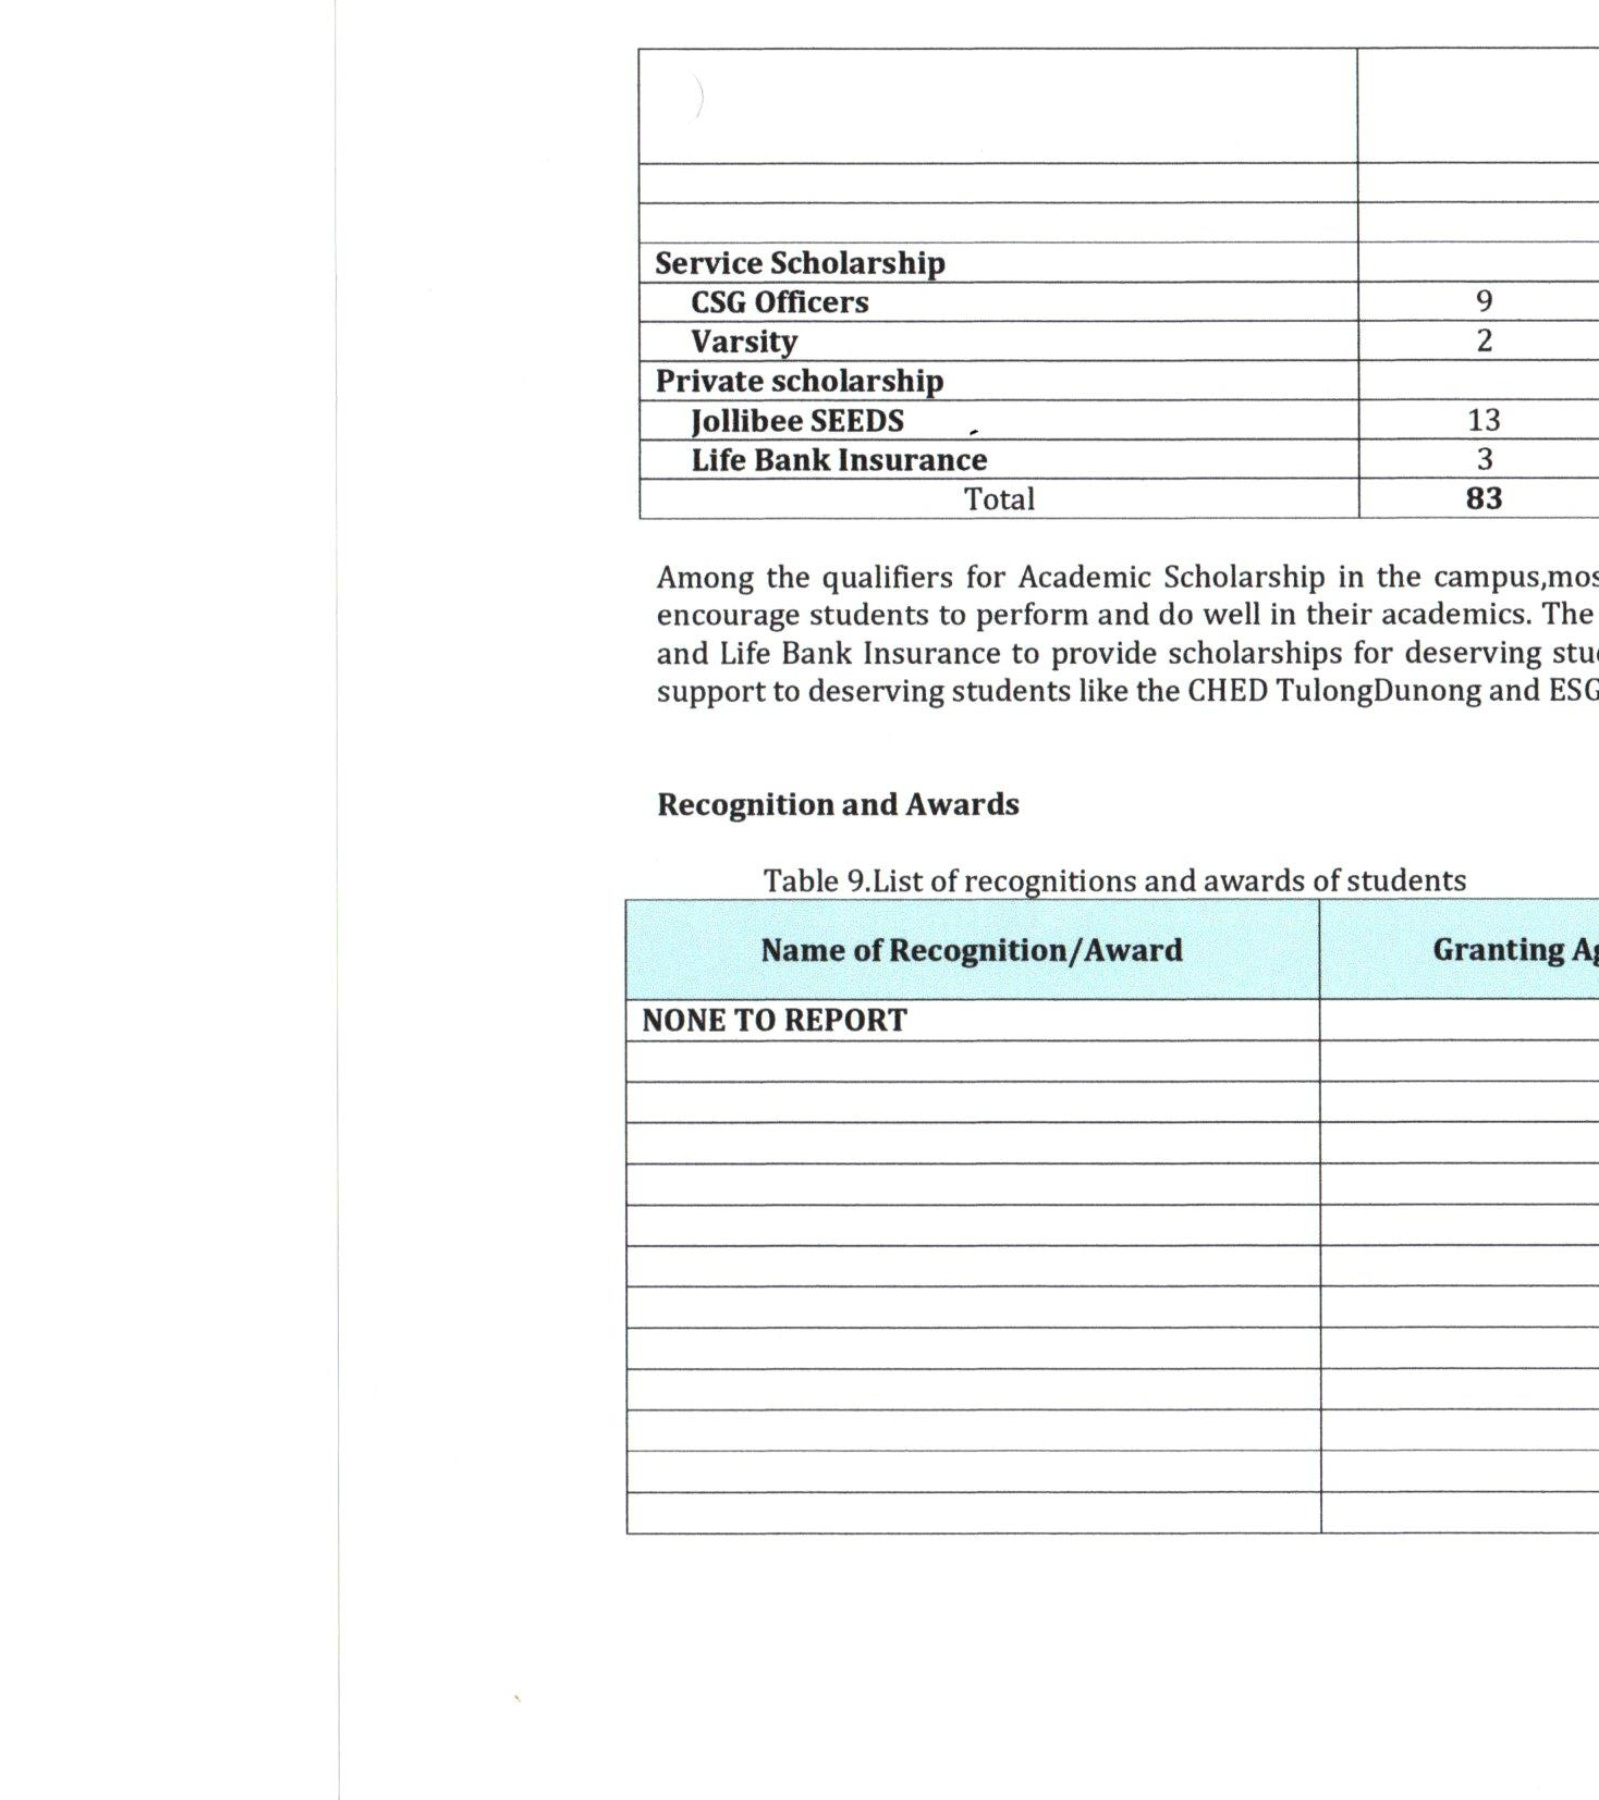 Service Scholarship
CSG Officers 9
Varsity 2
Private scholarship
Jollibee SEEDS 13
Life Bank Insurance 3
Total 83
Among the qualifiers for Academic Scholarship in the campus,mos
encourage students to perform and do well in their academics. The
and Life Bank Insurance to provide scholarships for deserving stu
support to deserving students like the CHED TulongDunong and ESG
Recognition and Awards
Table 9.List of recognitions and awards of students
Name of Recognition/Award Granting Ag
NONE TO REPORT